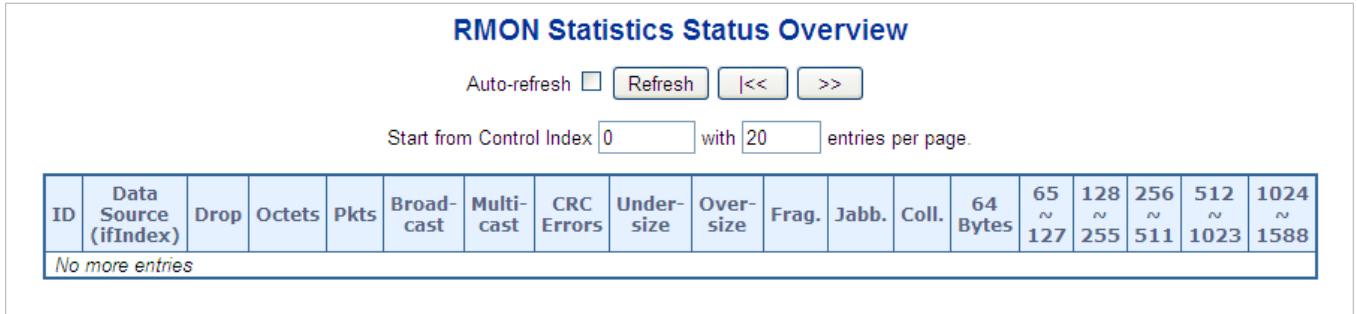 RMON Statistics Status Overview
Auto-refresh Refresh |<< >>
Start from Control Index 0 with 20 entries per page.
ID Data Source (ifIndex) Drop Octets Pkts Broad-cast Multi-cast CRC Errors Under-size Over-size Frag. Jabb. Coll. 64 Bytes 65 ~ 127 128 ~ 255 256 ~ 511 512 ~ 1023 1024 ~ 1588
No more entries